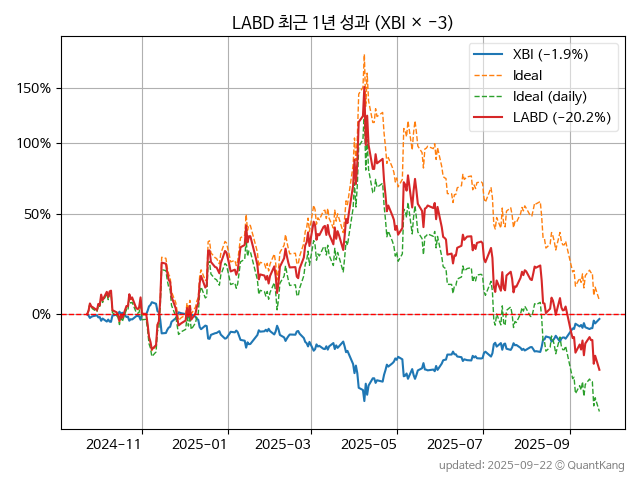 LABD 최근 1년 성과 (XBI × −3)
XBI (−1.9%)
Ideal
Ideal (daily)
LABD (−20.2%)
150%
100%
50%
0%
2024-11
2025-01
2025-03
2025-05
2025-07
2025-09
updated: 2025-09-22 © QuantKang